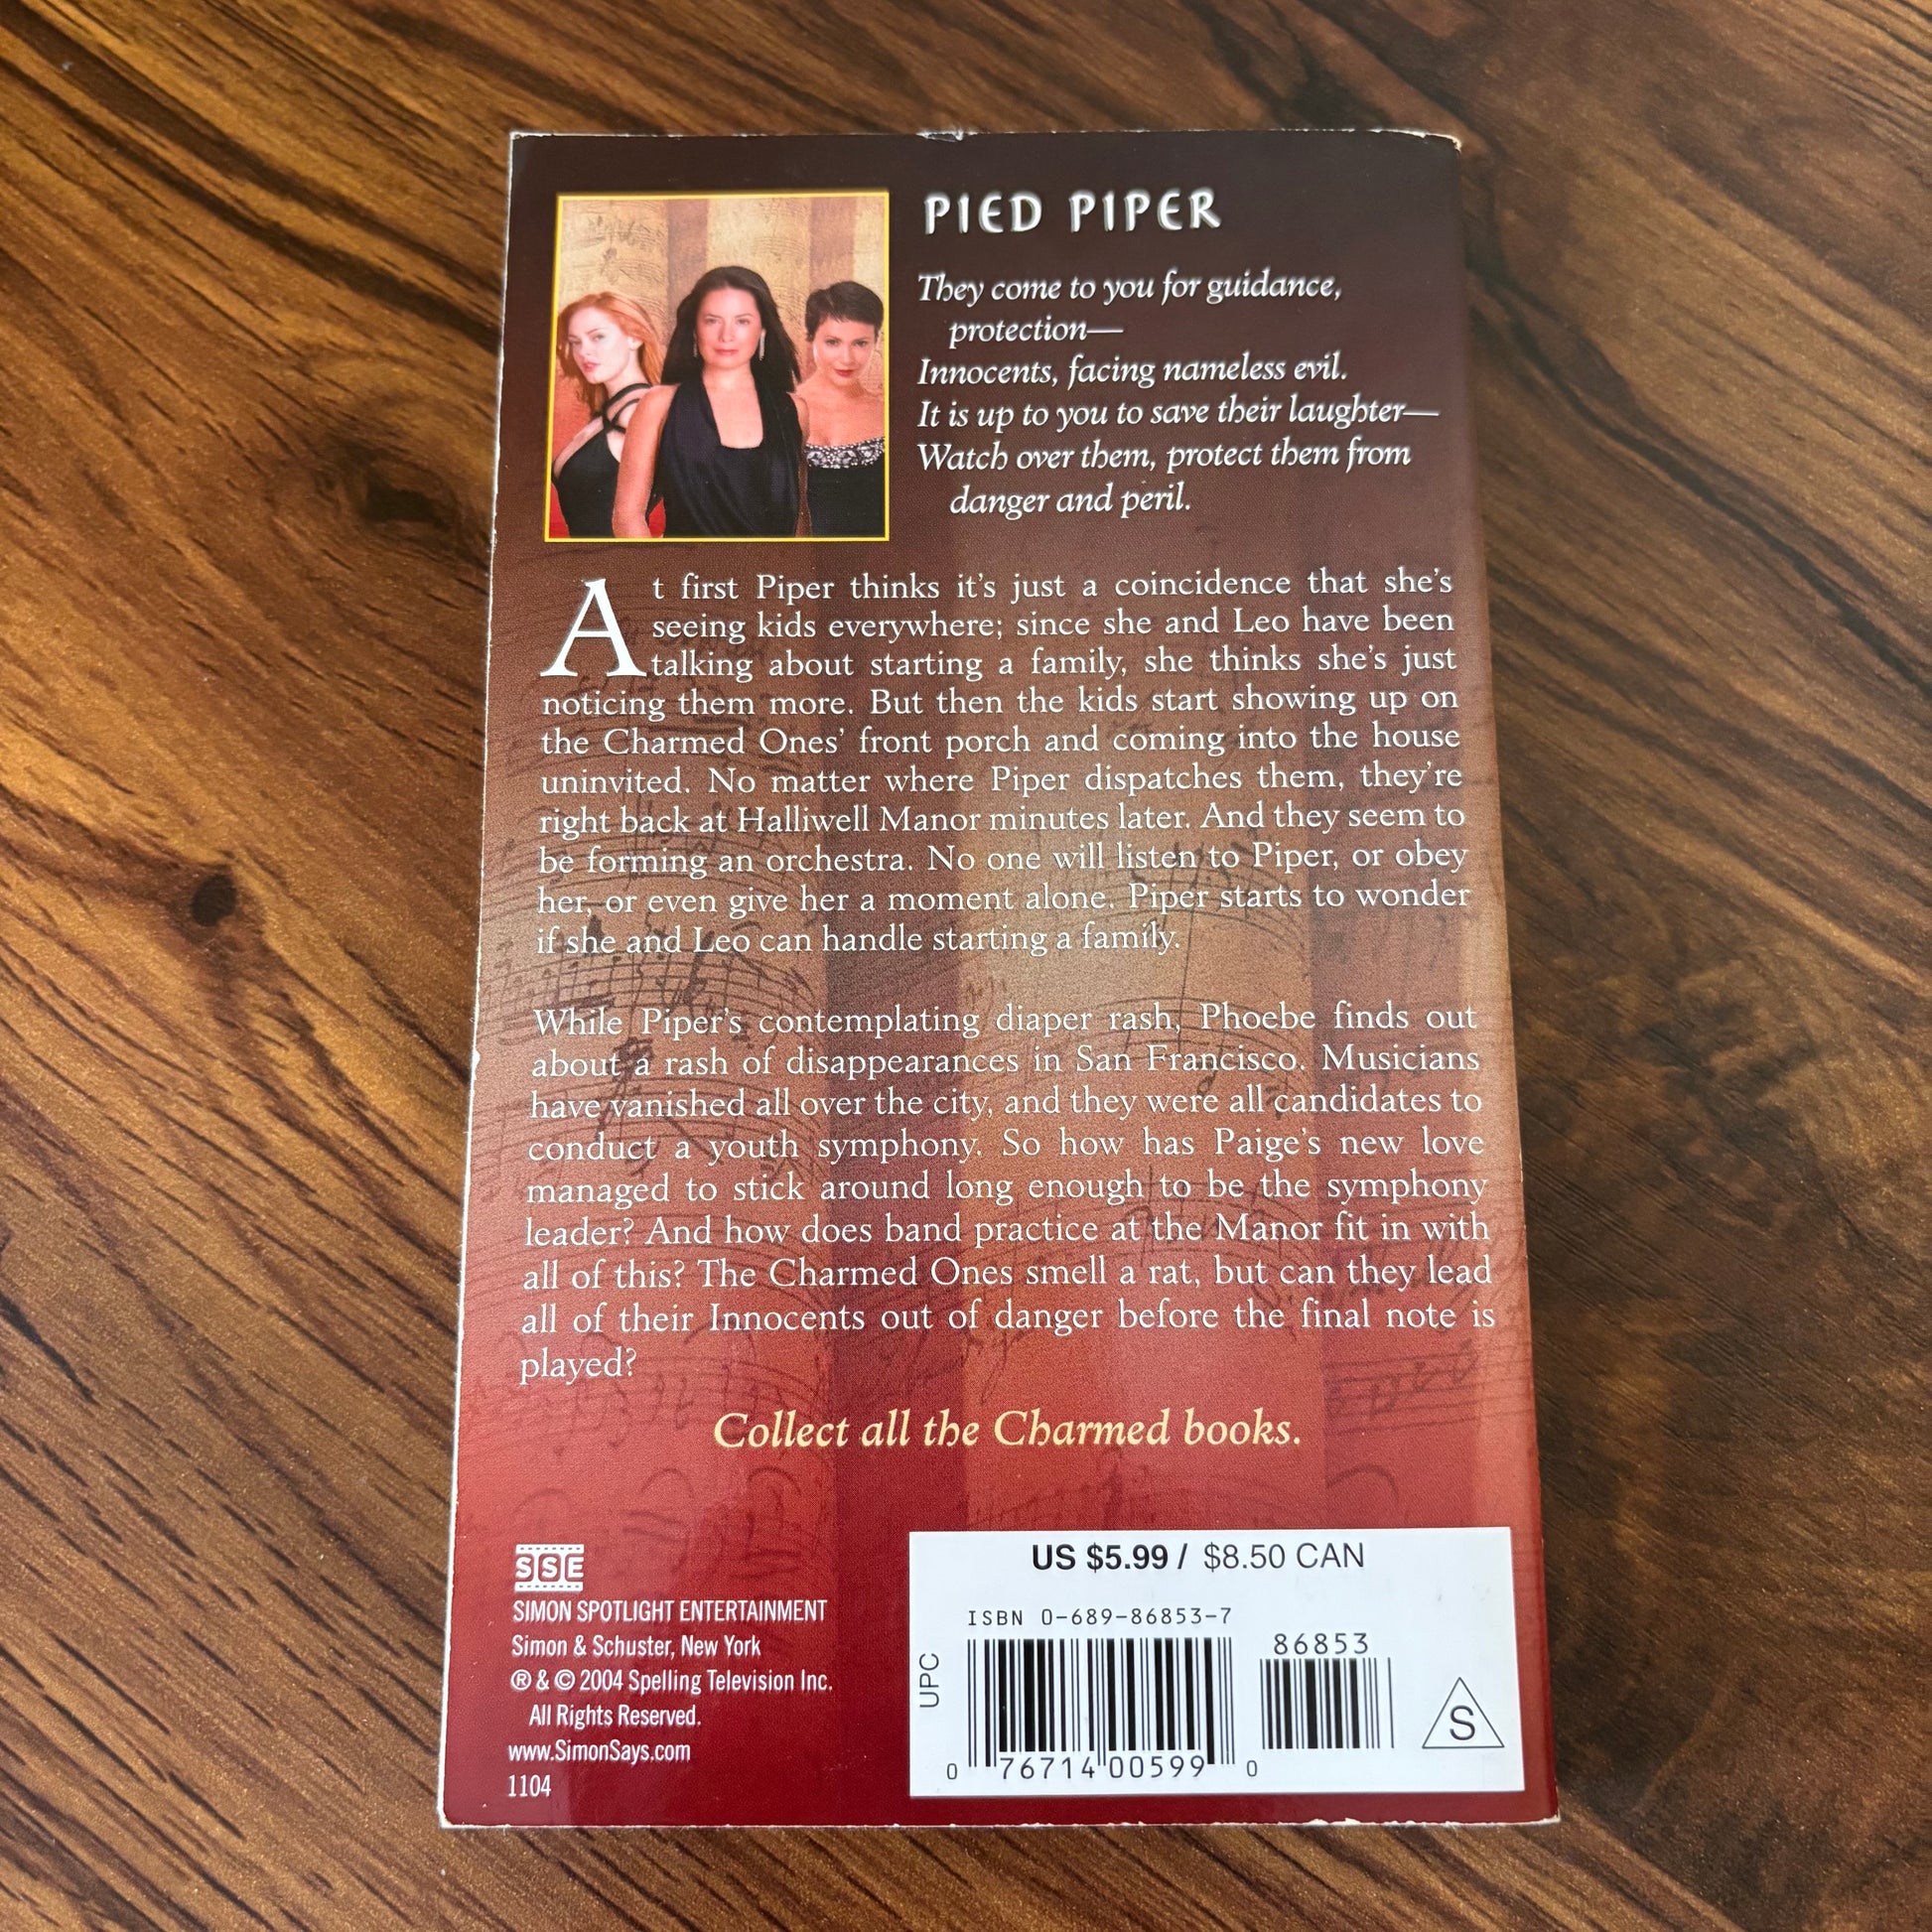 PIED PIPER
They come to you for guidance,
protection—
Innocents, facing nameless evil.
It is up to you to save their laughter—
Watch over them, protect them from
danger and peril.
At first Piper thinks it's just a coincidence that she's
seeing kids everywhere; since she and Leo have been
talking about starting a family, she thinks she's just
noticing them more. But then the kids start showing up on
the Charmed Ones' front porch and coming into the house
uninvited. No matter where Piper dispatches them, they're
right back at Halliwell Manor minutes later. And they seem to
be forming an orchestra. No one will listen to Piper, or obey
her, or even give her a moment alone. Piper starts to wonder
if she and Leo can handle starting a family.
While Piper's contemplating diaper rash, Phoebe finds out
about a rash of disappearances in San Francisco. Musicians
have vanished all over the city, and they were all candidates to
conduct a youth symphony. So how has Paige's new love
managed to stick around long enough to be the symphony
leader? And how does band practice at the Manor fit in with
all of this? The Charmed Ones smell a rat, but can they lead
all of their Innocents out of danger before the final note is
played?
Collect all the Charmed books.
SSE
SIMON SPOTLIGHT ENTERTAINMENT
Simon & Schuster, New York
® & © 2004 Spelling Television Inc.
All Rights Reserved.
www.SimonSays.com
1104
US $5.99 / $8.50 CAN
ISBN 0-689-86853-7
86853
UPC
0 76714 00599 0
S